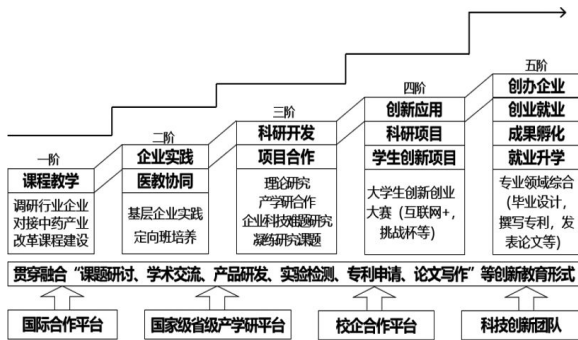 一阶
课程教学
调研行业企业
对接中药产业
改革课程建设
二阶
企业实践
医教协同
基层企业实践
定向班培养
三阶
科研开发
项目合作
理论研究
产学研合作
企业科技难题研究
凝药研究课题
四阶
创新应用
科研项目
学生创新项目
大学生创新创业
大赛（互联网+，
挑战杯等）
五阶
创办企业
创业就业
成果孵化
就业升学
专业领域综合
（毕业设计，
撰写专利，发
表论文等）
贯穿融合“课题研讨、学术交流、产品研发、实验检测、专利申请、论文写作”等创新教育形式
国际合作平台
国家级省级产学研平台
校企合作平台
科技创新团队